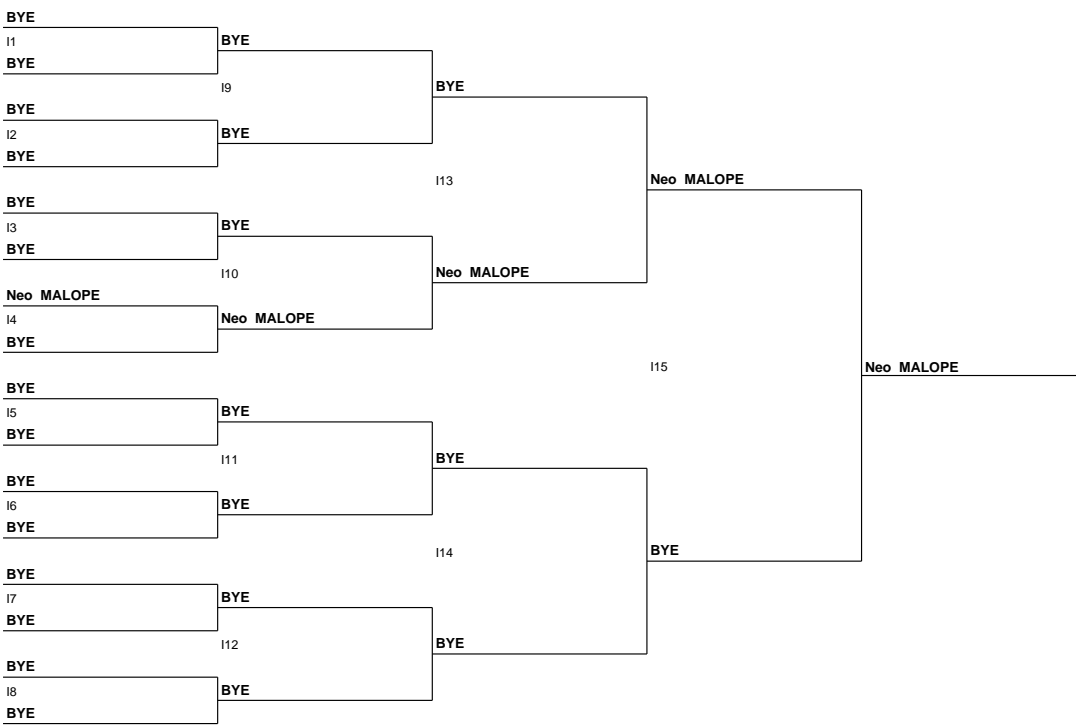 BYE
I1
BYE
BYE
I2
BYE
BYE
I3
BYE
Neo MALOPE
I4
BYE
BYE
I5
BYE
BYE
I6
BYE
BYE
I7
BYE
BYE
I8
BYE
BYE
I9
BYE
BYE
I10
Neo MALOPE
BYE
I11
BYE
BYE
I12
BYE
BYE
I13
Neo MALOPE
BYE
I14
BYE
Neo MALOPE
I15
BYE
Neo MALOPE